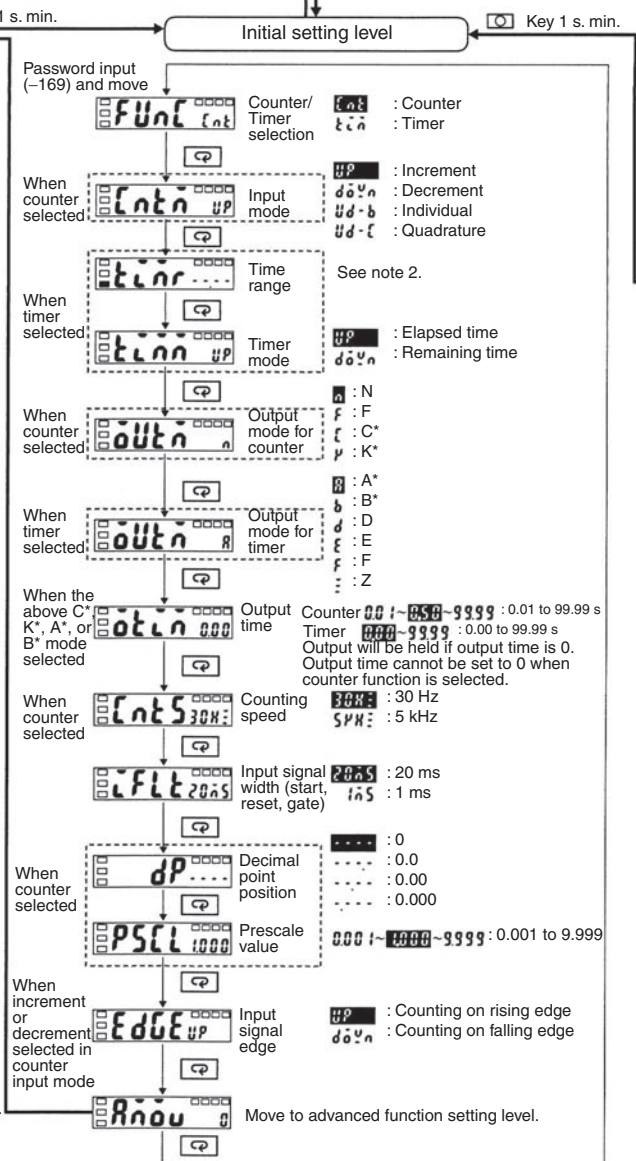 1 s. min.
Initial setting level
Key 1 s. min.
Password input
(−169) and move
FUnC Cnt
Counter/
Timer
selection
Cnt : Counter
tim : Timer
When
counter
selected
Cntm UP
Input
mode
UP : Increment
down : Decrement
Ud-b : Individual
Ud-C : Quadrature
When
timer
selected
timr ----
Time
range
See note 2.
timm UP
Timer
mode
UP : Elapsed time
down : Remaining time
When
counter
selected
oUtm n
Output
mode for
counter
n : N
F : F
C : C*
K : K*
When
timer
selected
oUtm A
Output
mode for
timer
A : A*
b : B*
d : D
E : E
F : F
Z : Z
When the
above C*,
K*, A*, or
B* mode
selected
otim 0.00
Output
time
Counter 0.01~0.50~99.99 : 0.01 to 99.99 s
Timer 0.00~99.99 : 0.00 to 99.99 s
Output will be held if output time is 0.
Output time cannot be set to 0 when
counter function is selected.
When
counter
selected
CntS 30HZ
Counting
speed
30HZ : 30 Hz
5KHZ : 5 kHz
iFLt 20mS
Input signal
width (start,
reset, gate)
20mS : 20 ms
1mS : 1 ms
When
counter
selected
dP ----
Decimal
point
position
---- : 0
---.- : 0.0
--.-- : 0.00
-.--- : 0.000
PSCL 1.000
Prescale
value
0.001~1.000~9.999 : 0.001 to 9.999
When
increment
or
decrement
selected in
counter
input mode
EdGE UP
Input
signal
edge
UP : Counting on rising edge
down : Counting on falling edge
Amov 0
Move to advanced function setting level.